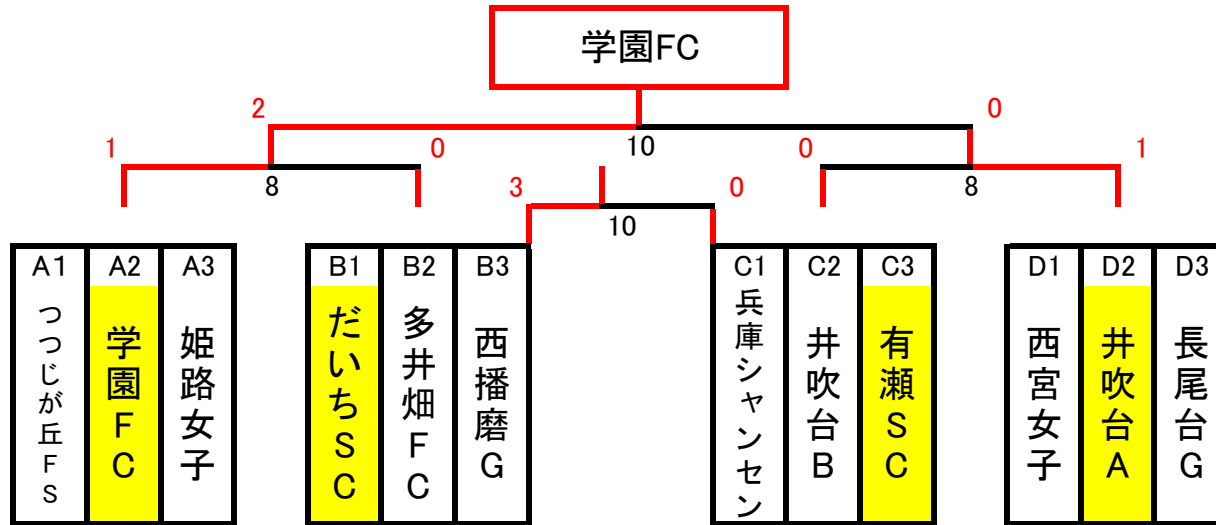 学園FC
2
0
1
0
10
0
1
8
3
0
8
10
A1
A2
A3
B1
B2
B3
C1
C2
C3
D1
D2
D3
つつじが丘FS
学園FC
姫路女子
だいちSC
多井畑FC
西播磨G
兵庫シャンセン
井吹台B
有瀬SC
西宮女子
井吹台A
長尾台G